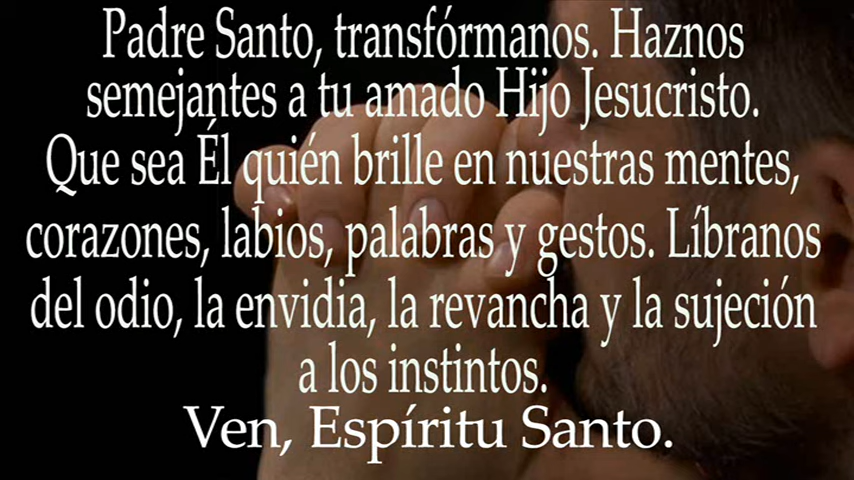 Padre Santo, transfórmanos. Haznos
semejantes a tu amado Hijo Jesucristo.
Que sea Él quién brille en nuestras mentes,
corazones, labios, palabras y gestos. Líbranos
del odio, la envidia, la revancha y la sujeción
a los instintos.
Ven, Espíritu Santo.